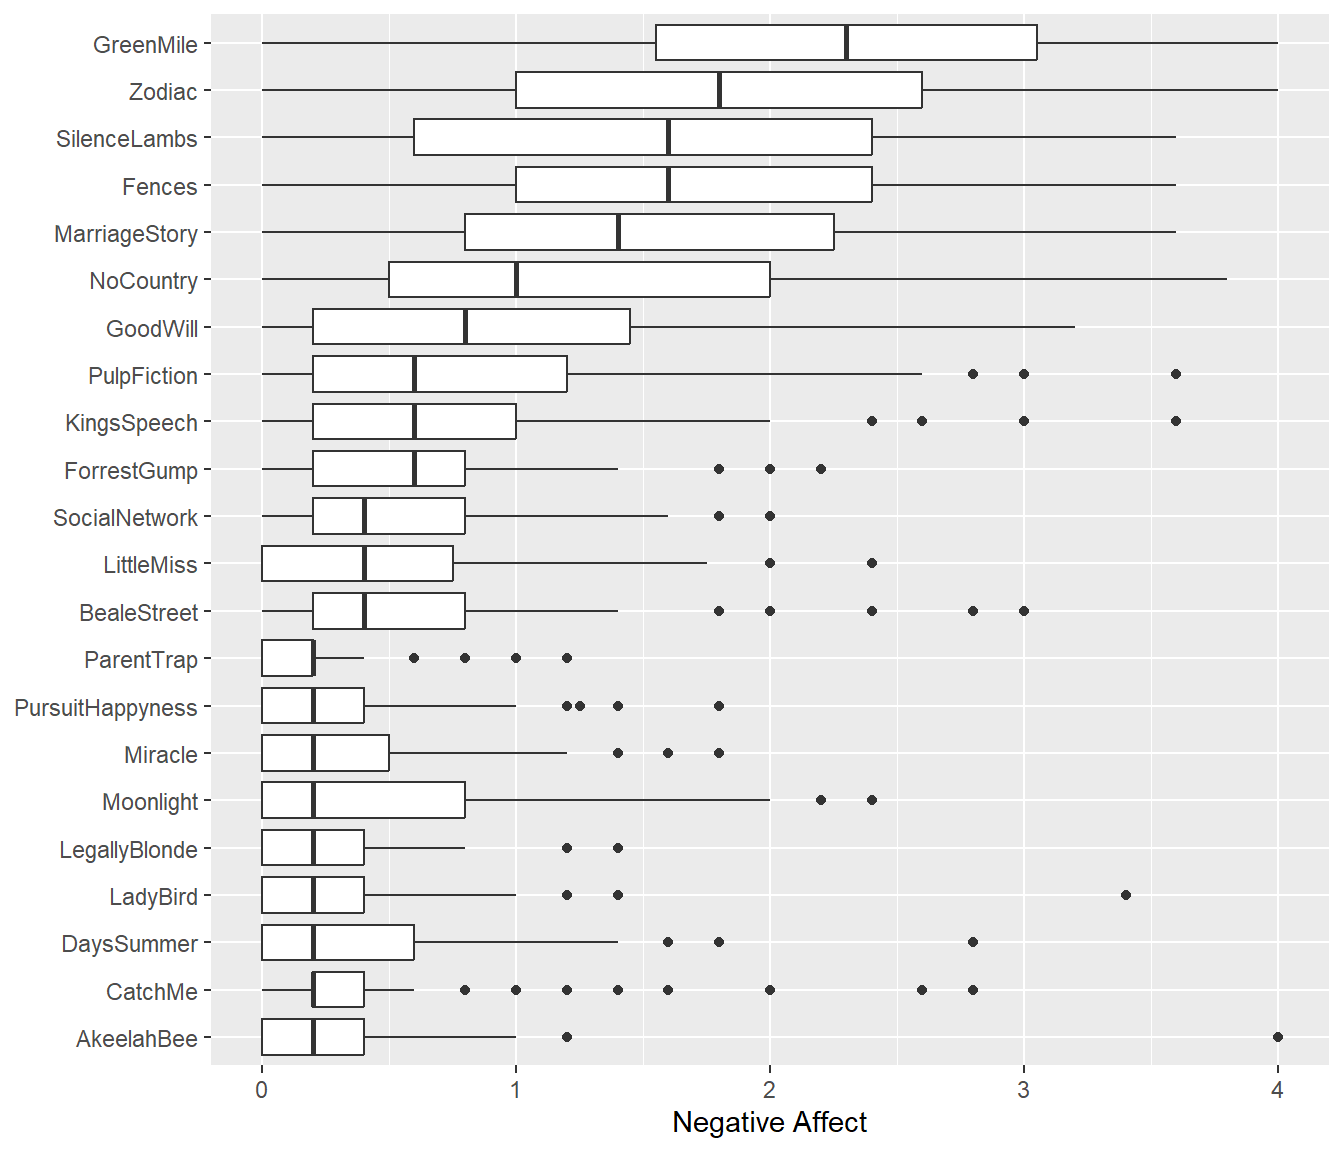 GreenMile
Zodiac
SilenceLambs
Fences
MarriageStory
NoCountry
GoodWill
PulpFiction
KingsSpeech
ForrestGump
SocialNetwork
LittleMiss
BealeStreet
ParentTrap
PursuitHappyness
Miracle
Moonlight
LegallyBlonde
LadyBird
DaysSummer
CatchMe
AkeelahBee
0 1 2 3 4
Negative Affect